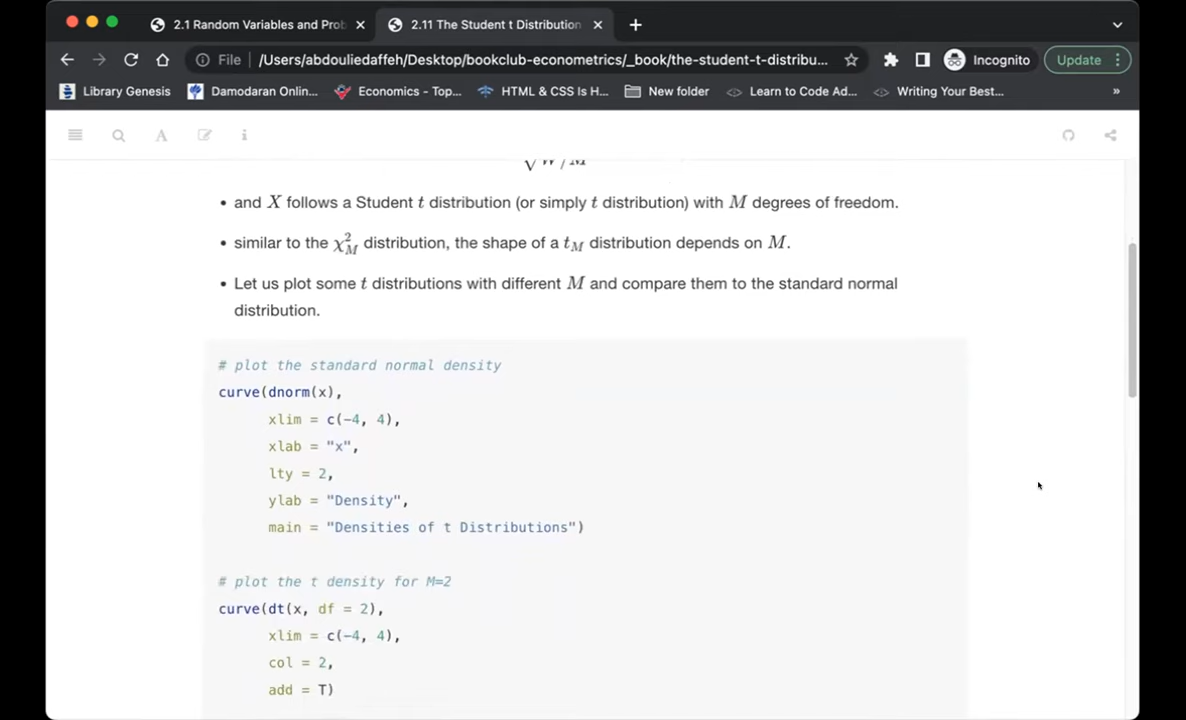 2.1 Random Variables and Prob
2.11 The Student t Distribution
File
/Users/abdouliedaffeh/Desktop/bookclub-econometrics/_book/the-student-t-distribu...
Incognito
Update
Library Genesis
Damodaran Onlin...
Economics - Top...
HTML & CSS Is H...
New folder
Learn to Code Ad...
Writing Your Best...
»
√W/M
• and X follows a Student t distribution (or simply t distribution) with M degrees of freedom.
• similar to the χ²_M distribution, the shape of a t_M distribution depends on M.
• Let us plot some t distributions with different M and compare them to the standard normal
distribution.
# plot the standard normal density
curve(dnorm(x),
xlim = c(-4, 4),
xlab = "x",
lty = 2,
ylab = "Density",
main = "Densities of t Distributions")
# plot the t density for M=2
curve(dt(x, df = 2),
xlim = c(-4, 4),
col = 2,
add = T)